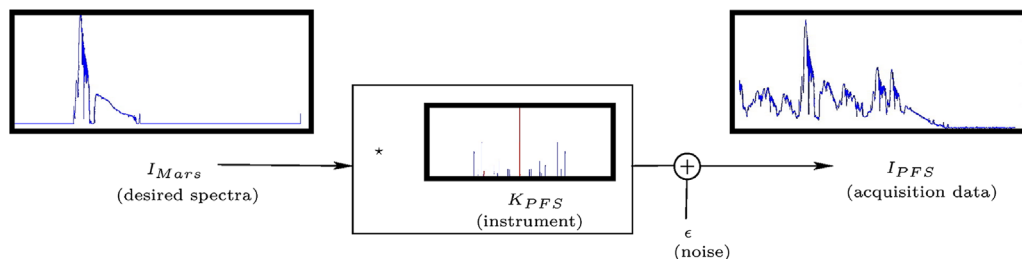 ⋆
I_{Mars}
(desired spectra)
K_{PFS}
(instrument)
+
ϵ
(noise)
I_{PFS}
(acquisition data)